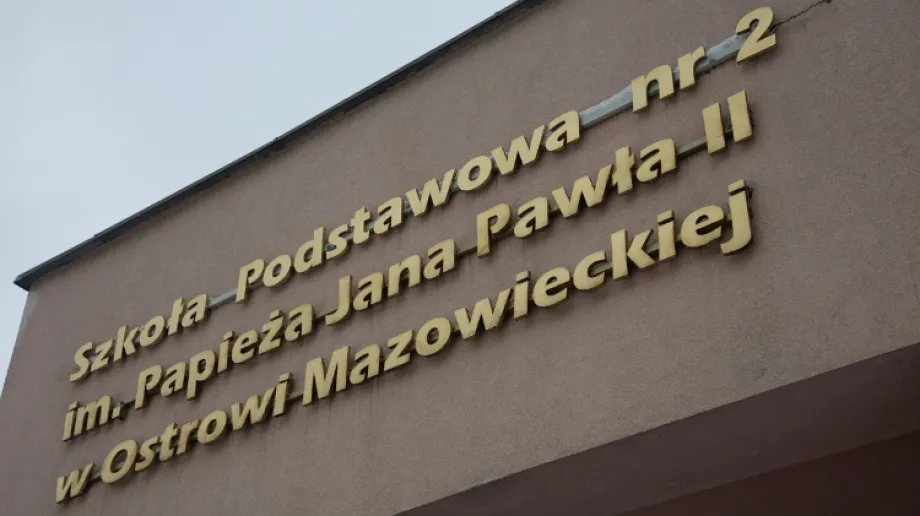 Szkoła Podstawowa nr 2
im. Papieża Jana Pawła II
w Ostrowi Mazowieckiej